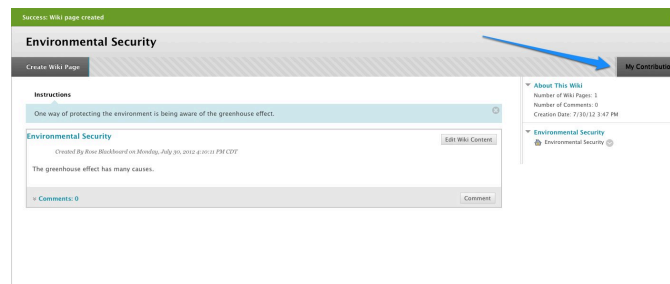 Success: Wiki page created
Environmental Security
Create Wiki Page
My Contributio
Instructions
One way of protecting the environment is being aware of the greenhouse effect.
Environmental Security
Edit Wiki Content
Created By Rose Blackboard on Monday, July 30, 2012 4:10:11 PM CDT
The greenhouse effect has many causes.
» Comments: 0
Comment
About This Wiki
Number of Wiki Pages: 1
Number of Comments: 0
Creation Date: 7/30/12 3:47 PM
Environmental Security
Environmental Security